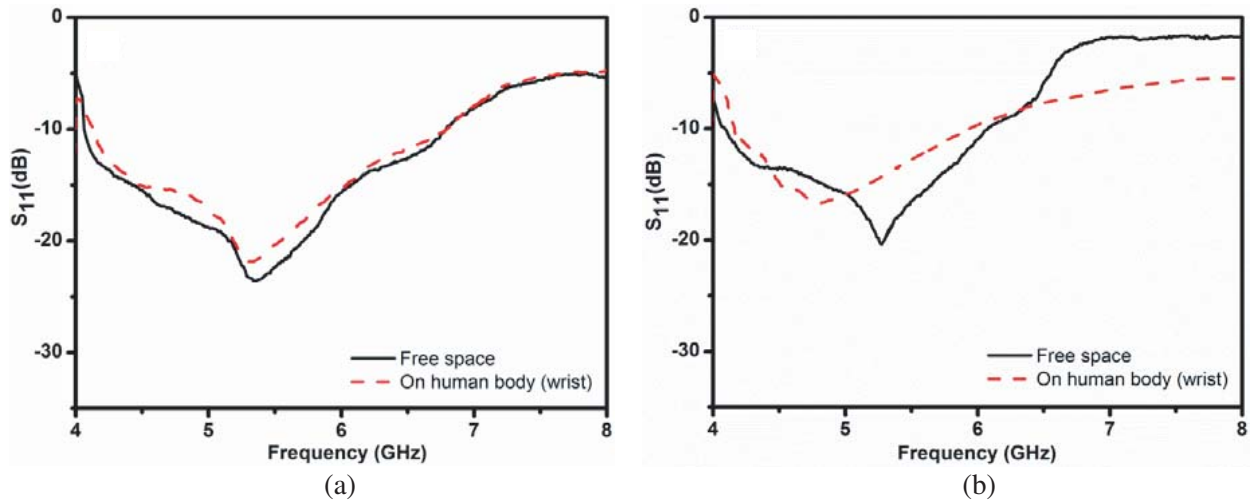 0
-10
-20
-30
S11(dB)
Free space
On human body (wrist)
4 5 6 7 8
Frequency (GHz)
(a)
0
-10
-20
-30
S11(dB)
Free space
On human body (wrist)
4 5 6 7 8
Frequency (GHz)
(b)